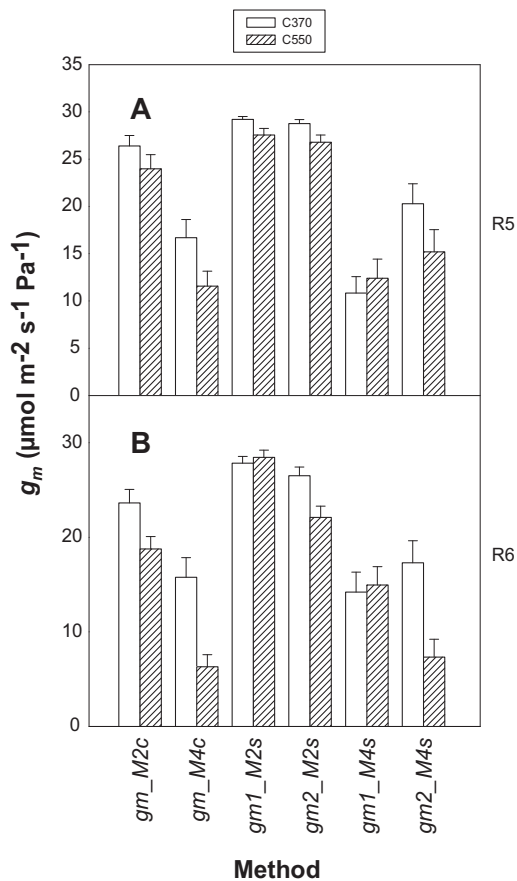 C370
C550
A
35
30
25
20
15
10
5
0
R5
B
30
20
10
0
R6
g_m (µmol m-2 s-1 Pa-1)
gm_M2c
gm_M4c
gm1_M2s
gm2_M2s
gm1_M4s
gm2_M4s
Method